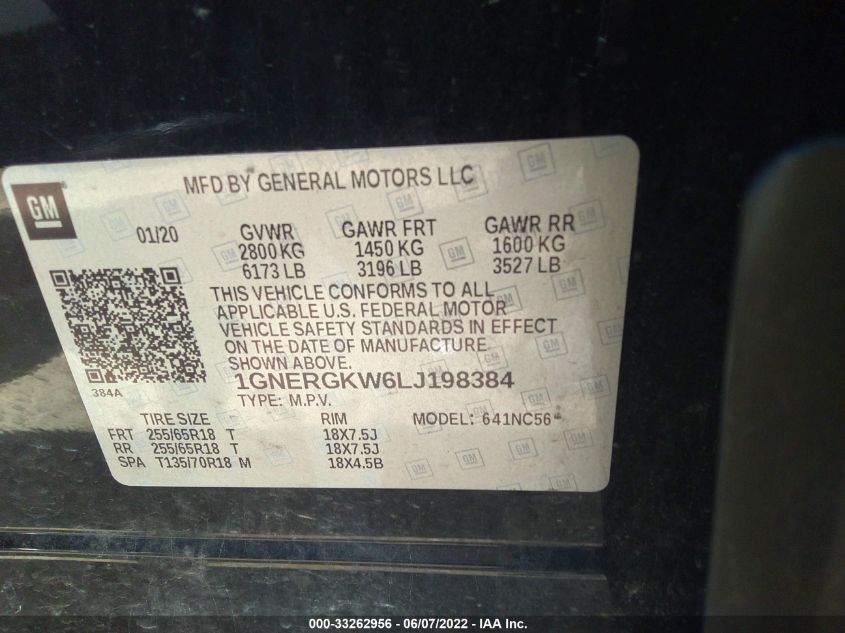 GM
MFD BY GENERAL MOTORS LLC
01/20 GVWR GAWR FRT GAWR RR
2800 KG 1450 KG 1600 KG
6173 LB 3196 LB 3527 LB
THIS VEHICLE CONFORMS TO ALL
APPLICABLE U.S. FEDERAL MOTOR
VEHICLE SAFETY STANDARDS IN EFFECT
ON THE DATE OF MANUFACTURE
SHOWN ABOVE.
1GNERGKW6LJ198384
384A TYPE: M.P.V.
TIRE SIZE RIM MODEL: 641NC56
FRT 255/65R18 T 18X7.5J
RR 255/65R18 T 18X7.5J
SPA T135/70R18 M 18X4.5B
000-33262956 - 06/07/2022 - IAA Inc.